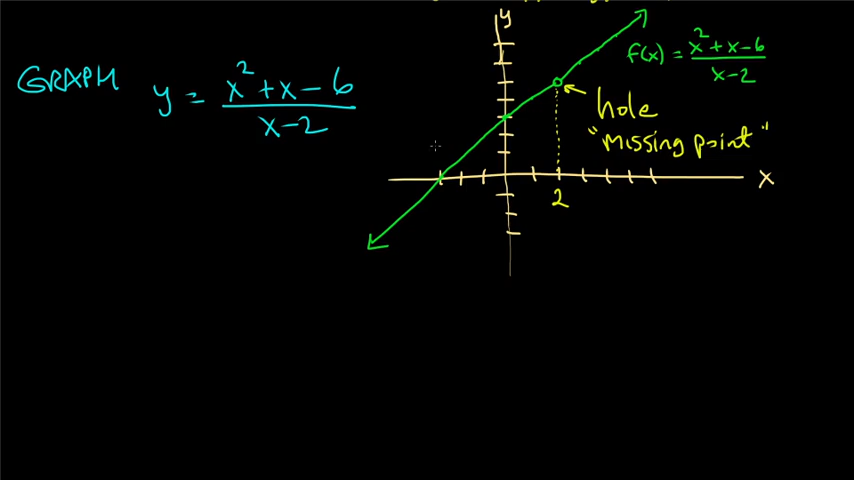 GRAPH y = x² + x - 6 / x - 2
y
f(x) = x² + x - 6 / x - 2
hole
"missing point"
x
2